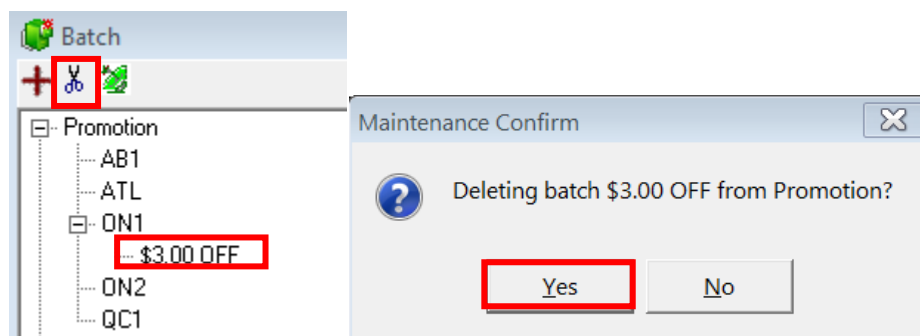 Batch
Promotion
AB1
ATL
ON1
$3.00 OFF
ON2
QC1
Maintenance Confirm
Deleting batch $3.00 OFF from Promotion?
Yes
No